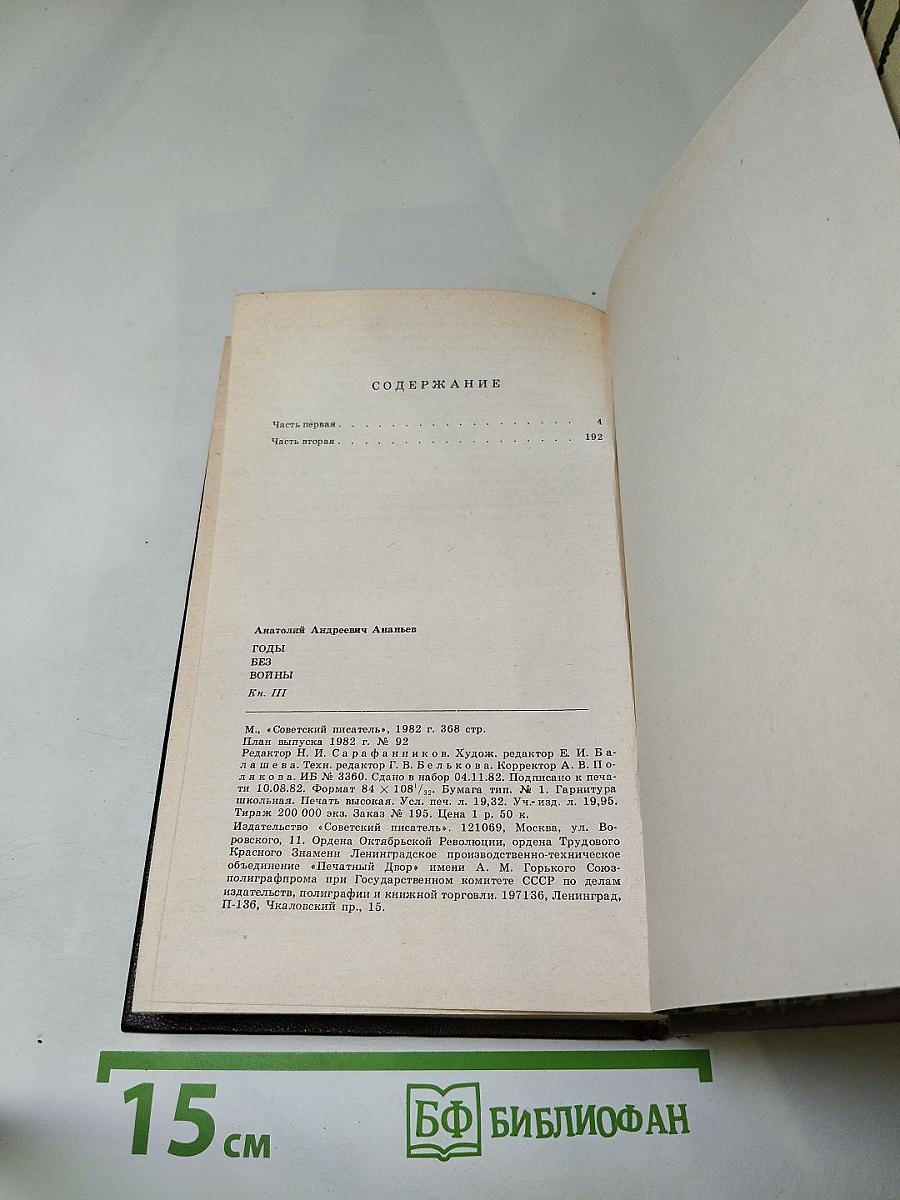 СОДЕРЖАНИЕ
Часть первая . . . . . . . . . . . . . . . . . . 4
Часть вторая . . . . . . . . . . . . . . . . . . 192
Анатолий Андреевич Ананьев
ГОДЫ
БЕЗ
ВОЙНЫ
Кн. III
М., «Советский писатель», 1982 г. 368 стр.
План выпуска 1982 г. № 92
Редактор Н. И. Сарафанников. Худож. редактор Е. И. Ба-
лашева. Техн. редактор Г. В. Белькова. Корректор А. В. По-
лякова. ИБ № 3360. Сдано в набор 04.11.82. Подписано к печа-
ти 10.08.82. Формат 84 × 108¹/₃₂. Бумага тип. № 1. Гарнитура
школьная. Печать высокая. Усл. печ. л. 19,32. Уч.-изд. л. 19,95.
Тираж 200 000 экз. Заказ № 195. Цена 1 р. 50 к.
Издательство «Советский писатель». 121069, Москва, ул. Во-
ровского, 11. Ордена Октябрьской Революции, ордена Трудового
Красного Знамени Ленинградское производственно-техническое
объединение «Печатный Двор» имени А. М. Горького Союз-
полиграфпрома при Государственном комитете СССР по делам
издательств, полиграфии и книжной торговли. 197136, Ленинград,
П-136, Чкаловский пр., 15.
15 см
БФ БИБЛИОФАН